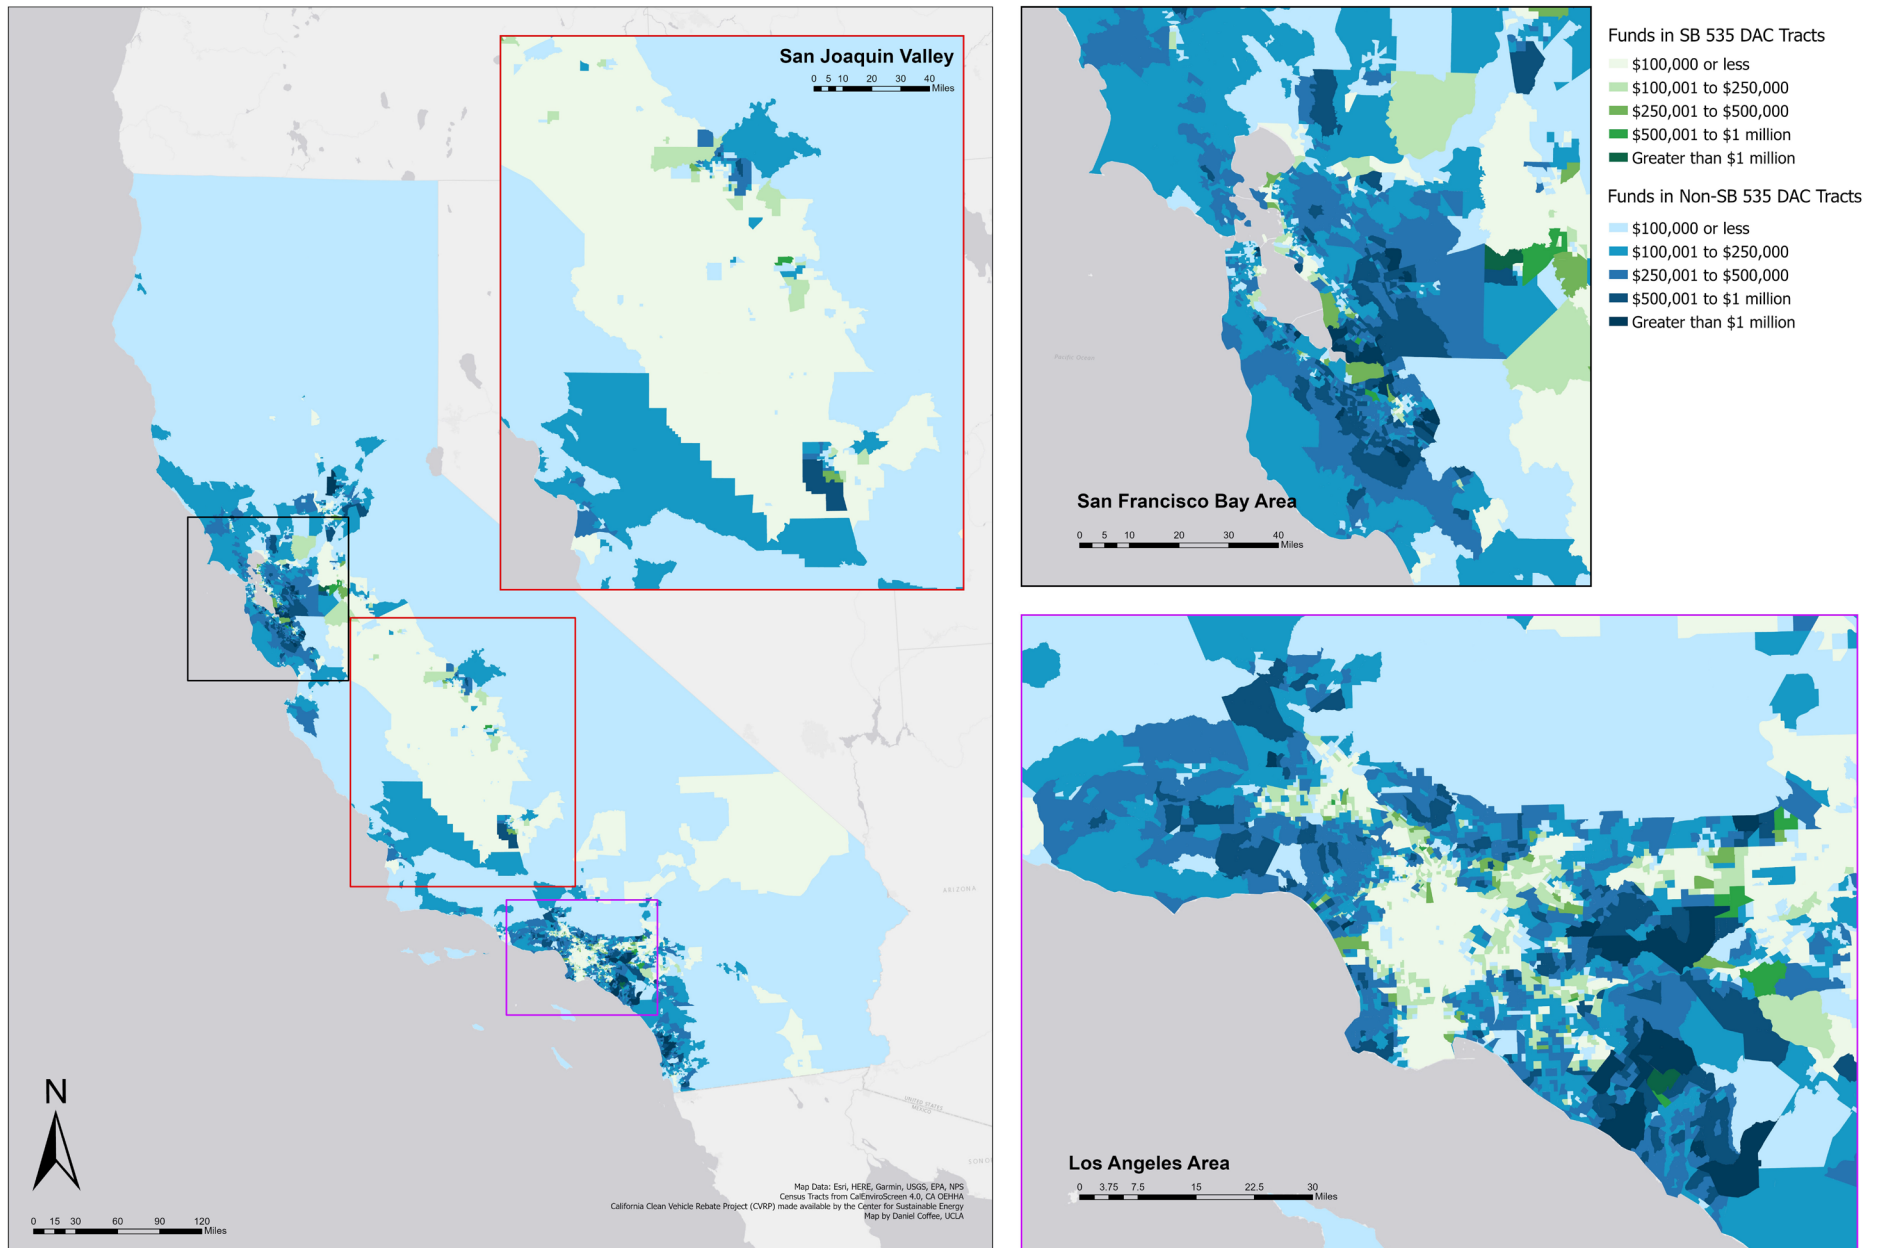 San Joaquin Valley
0 5 10 20 30 40
Miles
ARIZONA
UNITED STATES
MEXICO
N
0 15 30 60 90 120
Miles
Map Data: Esri, HERE, Garmin, USGS, EPA, NPS
Census Tracts from CalEnviroScreen 4.0, CA OEHHA
California Clean Vehicle Rebate Project (CVRP) made available by the Center for Sustainable Energy
Map by Daniel Coffee, UCLA
San Francisco Bay Area
0 5 10 20 30 40
Miles
Funds in SB 535 DAC Tracts
$100,000 or less
$100,001 to $250,000
$250,001 to $500,000
$500,001 to $1 million
Greater than $1 million
Funds in Non-SB 535 DAC Tracts
$100,000 or less
$100,001 to $250,000
$250,001 to $500,000
$500,001 to $1 million
Greater than $1 million
Los Angeles Area
0 3.75 7.5 15 22.5 30
Miles